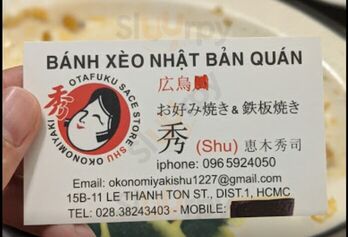 BÁNH XÈO NHẬT BẢN QUÁN
秀
OTAFUKU SACE STORE SHU OKONOMIYAKI
広島
お好み焼き & 鉄板焼き
秀 (Shu) 恵木秀司
iphone: 0965924050
Email: okonomiyakishu1227@gmail.com
15B-11 LE THANH TON ST., DIST.1, HCMC
TEL: 028.38243403 - MOBILE: